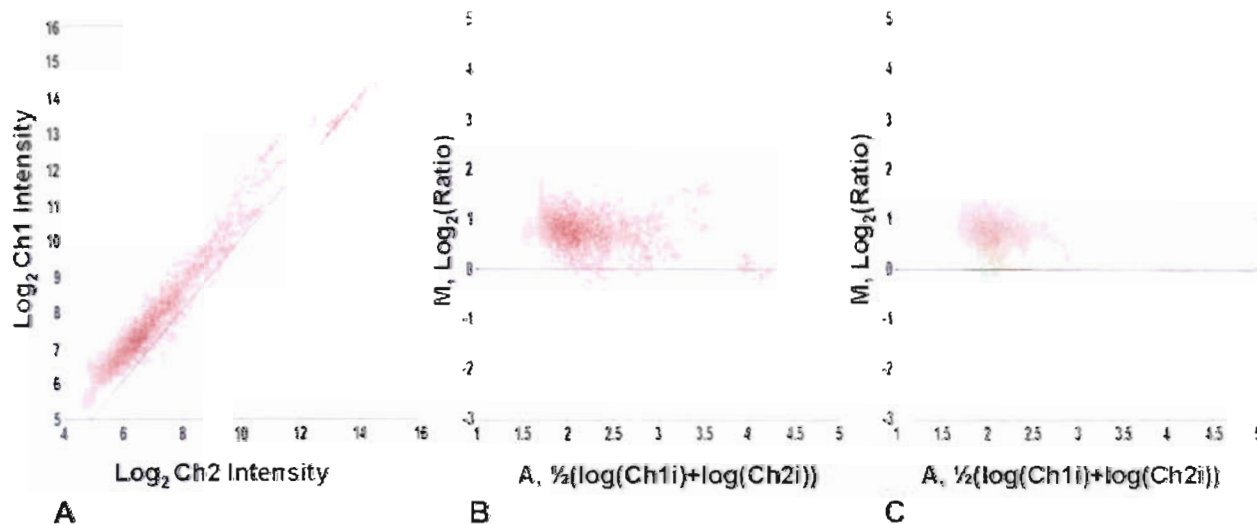 Log₂ Ch1 Intensity
16
15
14
13
12
11
10
9
8
7
6
5
4 6 8 10 12 14 16
Log₂ Ch2 Intensity
A
M, Log₂(Ratio)
5
4
3
2
1
0
-1
-2
-3
1 1.5 2 2.5 3 3.5 4 4.5 5
A, ½(log(Ch1i)+log(Ch2i))
B
M, Log₂(Ratio)
5
4
3
2
1
0
-1
-2
-3
1 1.5 2 2.5 3 3.5 4 4.5 5
A, ½(log(Ch1i)+log(Ch2i))
C